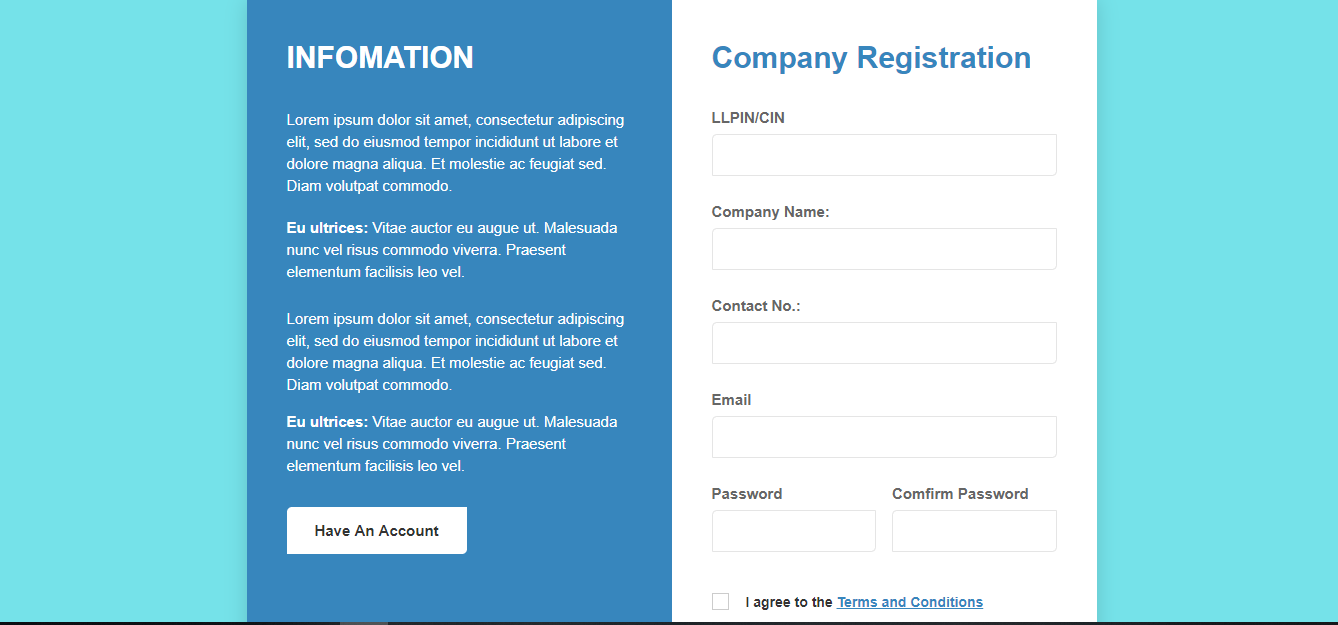 INFOMATION
Lorem ipsum dolor sit amet, consectetur adipiscing
elit, sed do eiusmod tempor incididunt ut labore et
dolore magna aliqua. Et molestie ac feugiat sed.
Diam volutpat commodo.
Eu ultrices: Vitae auctor eu augue ut. Malesuada
nunc vel risus commodo viverra. Praesent
elementum facilisis leo vel.
Lorem ipsum dolor sit amet, consectetur adipiscing
elit, sed do eiusmod tempor incididunt ut labore et
dolore magna aliqua. Et molestie ac feugiat sed.
Diam volutpat commodo.
Eu ultrices: Vitae auctor eu augue ut. Malesuada
nunc vel risus commodo viverra. Praesent
elementum facilisis leo vel.
Have An Account
Company Registration
LLPIN/CIN
Company Name:
Contact No.:
Email
Password
Comfirm Password
I agree to the Terms and Conditions